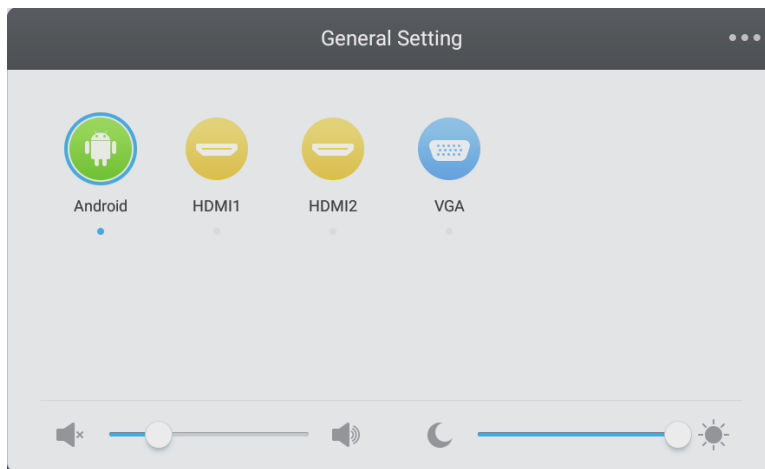 General Setting
Android
HDMI1
HDMI2
VGA